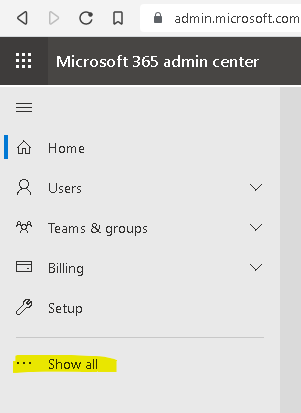 admin.microsoft.com
Microsoft 365 admin center
Home
Users
Teams & groups
Billing
Setup
... Show all